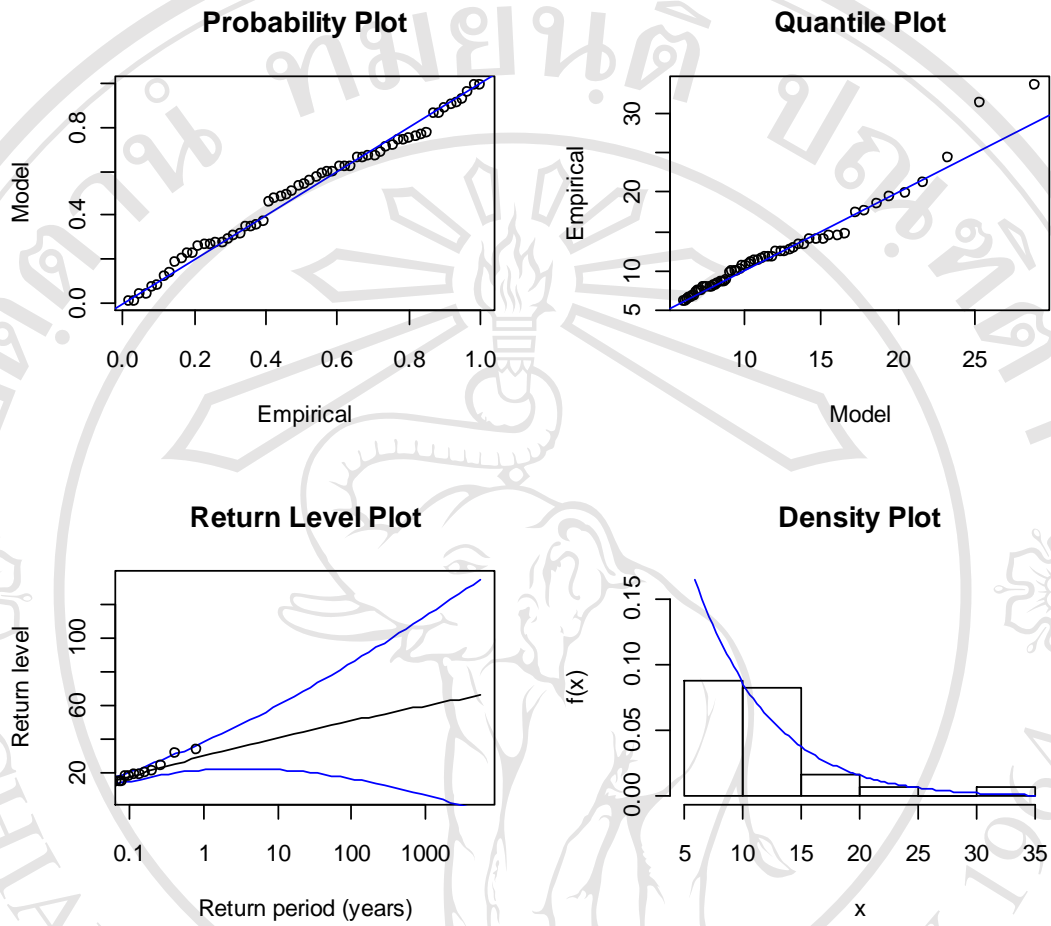 Probability Plot
Model
0.0 0.4 0.8
0.0 0.2 0.4 0.6 0.8 1.0
Empirical
Quantile Plot
Empirical
5 10 20 30
10 15 20 25
Model
Return Level Plot
Return level
20 60 100
0.1 1 10 100 1000
Return period (years)
Density Plot
f(x)
0.00 0.05 0.10 0.15
5 10 15 20 25 30 35
x
1964